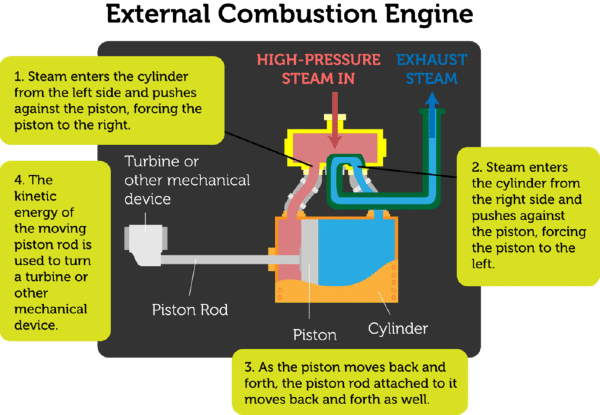 External Combustion Engine
1. Steam enters the cylinder
from the left side and pushes
against the piston, forcing the
piston to the right.
HIGH-PRESSURE
STEAM IN
EXHAUST
STEAM
Turbine or
other mechanical
device
2. Steam enters
the cylinder from
the right side and
pushes against
the piston, forcing
the piston to the
left.
4. The
kinetic
energy of
the moving
piston rod is
used to turn
a turbine or
other
mechanical
device.
Piston Rod
Piston
Cylinder
3. As the piston moves back and
forth, the piston rod attached to it
moves back and forth as well.